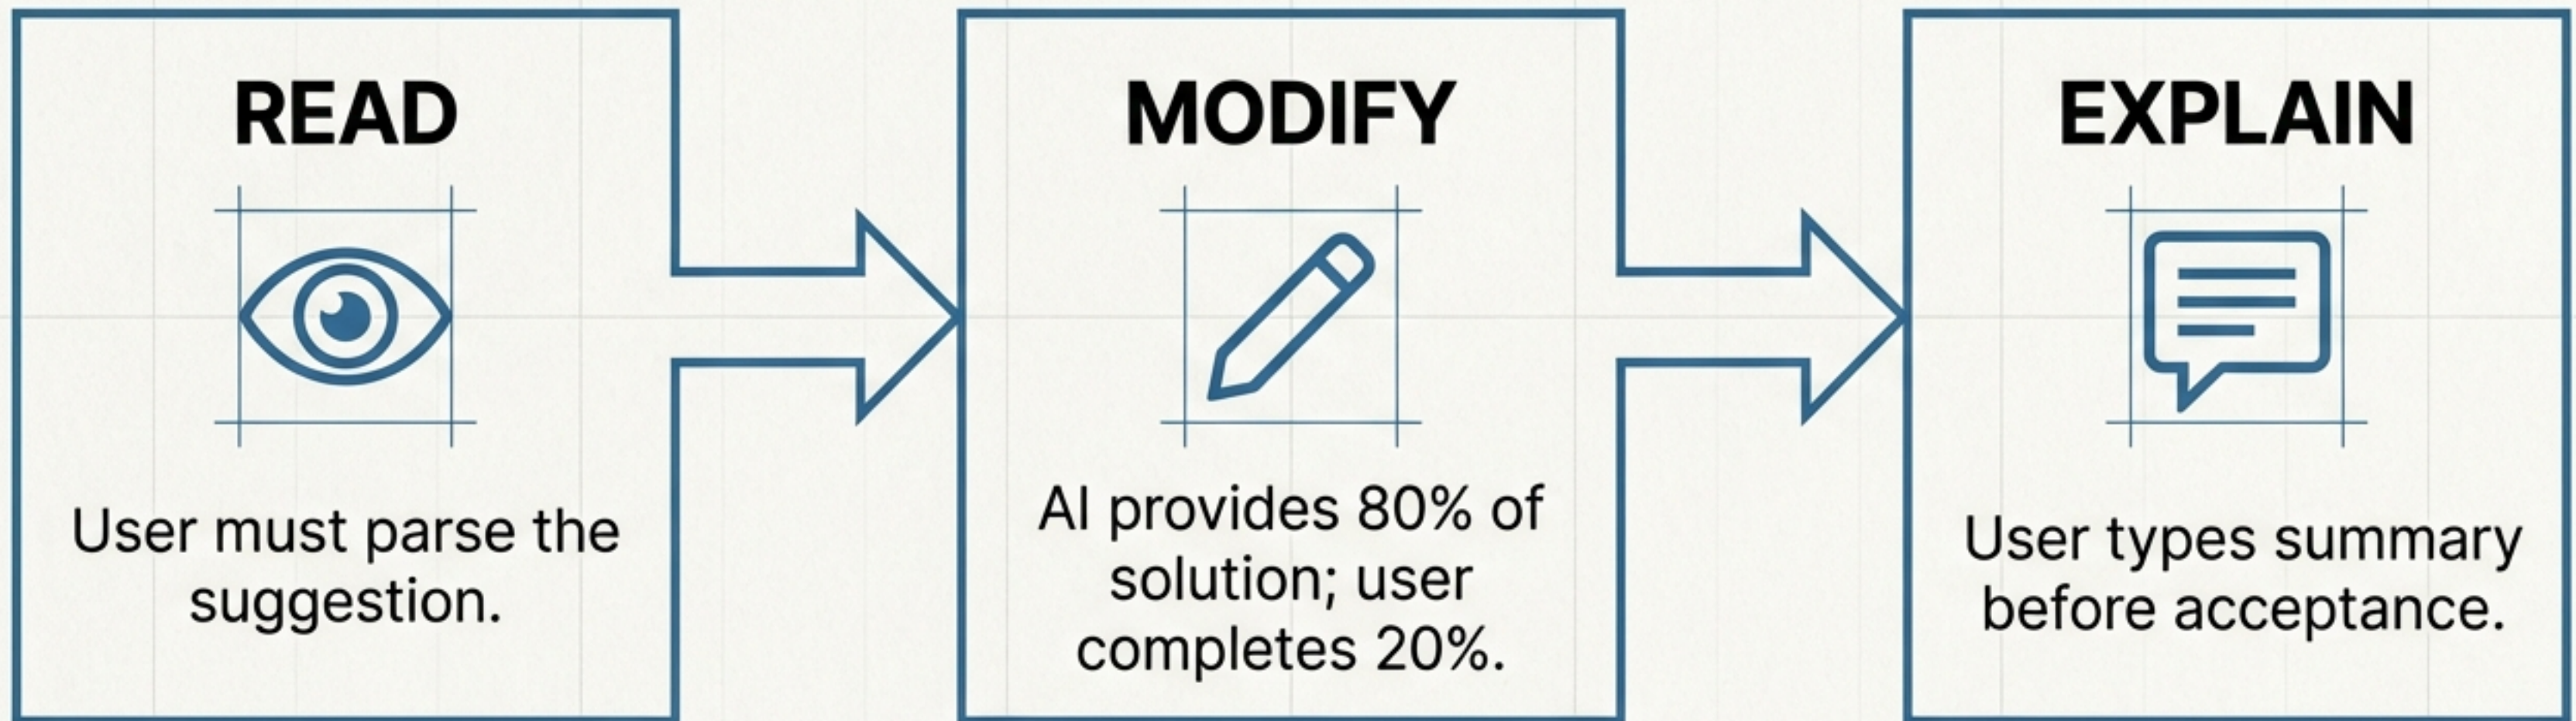 READ
User must parse the
suggestion.
MODIFY
AI provides 80% of
solution; user
completes 20%.
EXPLAIN
User types summary
before acceptance.